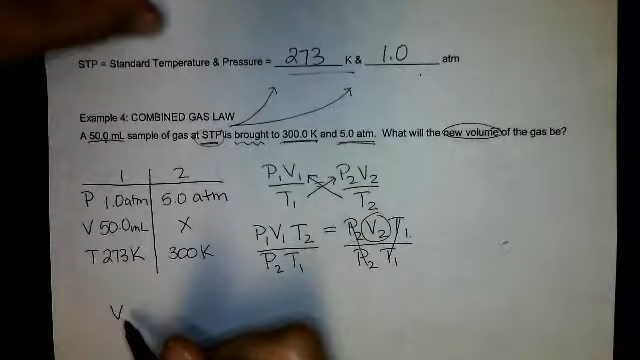 STP = Standard Temperature & Pressure = 273 K & 1.0 atm
Example 4: COMBINED GAS LAW
A 50.0 mL sample of gas at STP is brought to 300.0 K and 5.0 atm. What will the new volume of the gas be?
1 2
P 1.0atm 5.0 atm
V 50.0mL X
T 273K 300K
P₁V₁/T₁ P₂V₂/T₂
P₁V₁T₂/P₂T₁ = P₂V₂T₁/P₂T₁
V